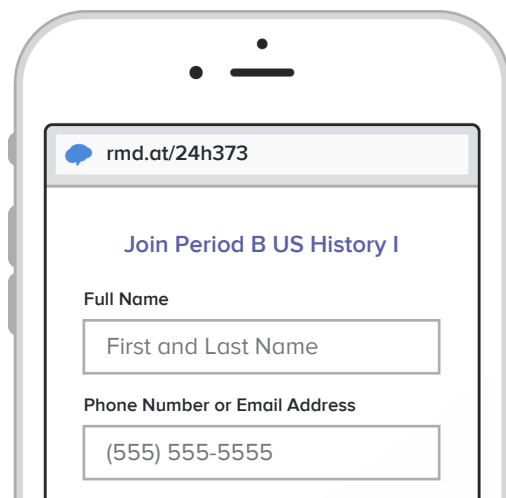 rmd.at/24h373
Join Period B US History I
Full Name
First and Last Name
Phone Number or Email Address
(555) 555-5555